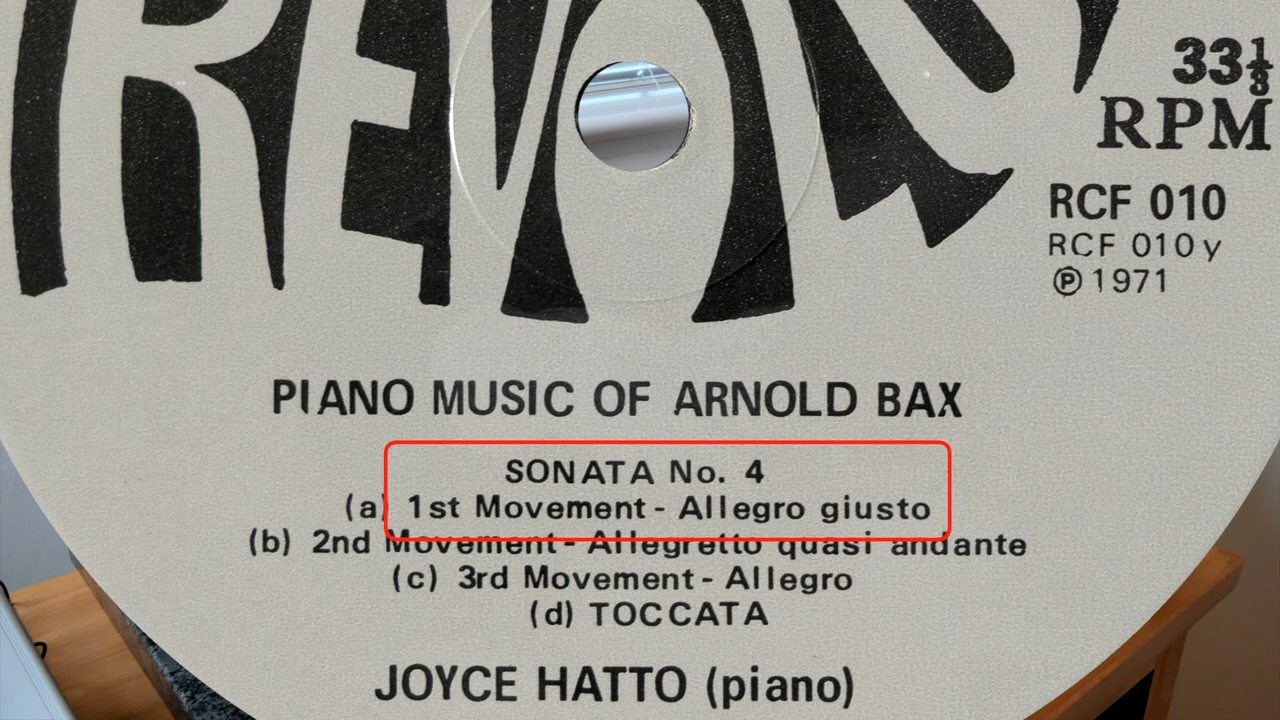 REVOLU
33⅓
RPM
RCF 010
RCF 010y
Ⓟ 1971
PIANO MUSIC OF ARNOLD BAX
SONATA No. 4
(a) 1st Movement - Allegro giusto
(b) 2nd Movement - Allegretto quasi andante
(c) 3rd Movement - Allegro
(d) TOCCATA
JOYCE HATTO (piano)